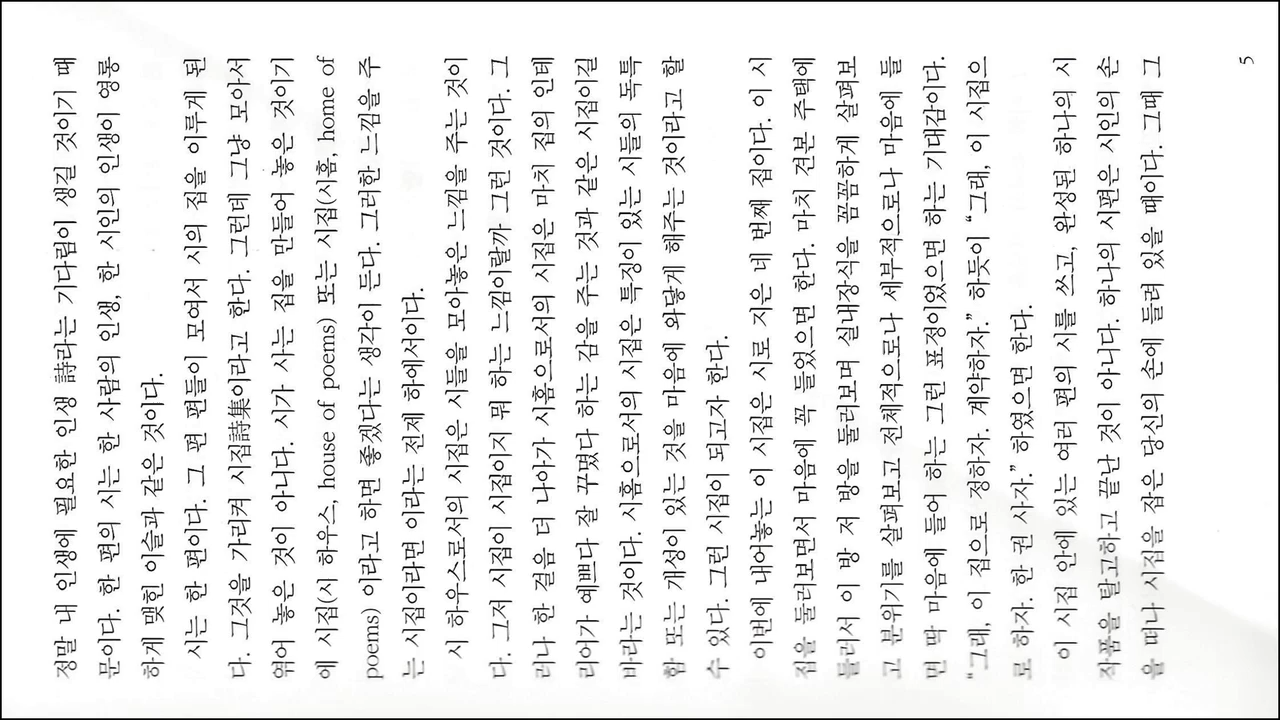 정말 내 인생에 필요한 인생 詩라는 기다림이 생길 것이기 때
문이다. 한 편의 시는 한 사람의 인생, 한 시인의 인생이 영롱
하게 맺힌 이슬과 같은 것이다.
시는 한 편이다. 그 편 편들이 모여서 시의 집을 이루게 된
다. 그것을 가리켜 시집詩集이라고 한다. 그런데 그냥 모아서
엮어 놓은 것이 아니다. 시가 사는 집을 만들어 놓은 것이기
에 시집(시 하우스, house of poems) 또는 시집(시홈, home of
poems) 이라고 하면 좋겠다는 생각이 든다. 그러한 느낌을 주
는 시집이라면 이라는 전제 하에서이다.
시 하우스로서의 시집은 시들을 모아놓은 느낌을 주는 것이
다. 그저 시집이 시집이지 뭐 하는 느낌이랄까 그런 것이다. 그
러나 한 걸음 더 나아가 시홈으로서의 시집은 마치 집의 인테
리어가 예쁘다 잘 꾸몄다 하는 감을 주는 것과 같은 시집이길
바라는 것이다. 시홈으로서의 시집은 특징이 있는 시들의 독특
함 또는 개성이 있는 것을 마음에 와닿게 해주는 것이라고 할
수 있다. 그런 시집이 되고자 한다.
이번에 내어놓는 이 시집은 시로 지은 네 번째 집이다. 이 시
집을 둘러보면서 마음에 꼭 들었으면 한다. 마치 견본 주택에
들러서 이 방 저 방을 둘러보며 실내장식을 꼼꼼하게 살펴보
고 분위기를 살펴보고 전체적으로나 세부적으로나 마음에 들
면 딱 마음에 들어 하는 그런 표정이었으면 하는 기대감이다.
“그래, 이 집으로 정하자. 계약하자.” 하듯이 “그래, 이 시집으
로 하자. 한 권 사자.” 하였으면 한다.
이 시집 안에 있는 여러 편의 시를 쓰고, 완성된 하나의 시
작품을 탈고하고 끝난 것이 아니다. 하나의 시편은 시인의 손
을 떠나 시집을 잡은 당신의 손에 들려 있을 때이다. 그때 그
5